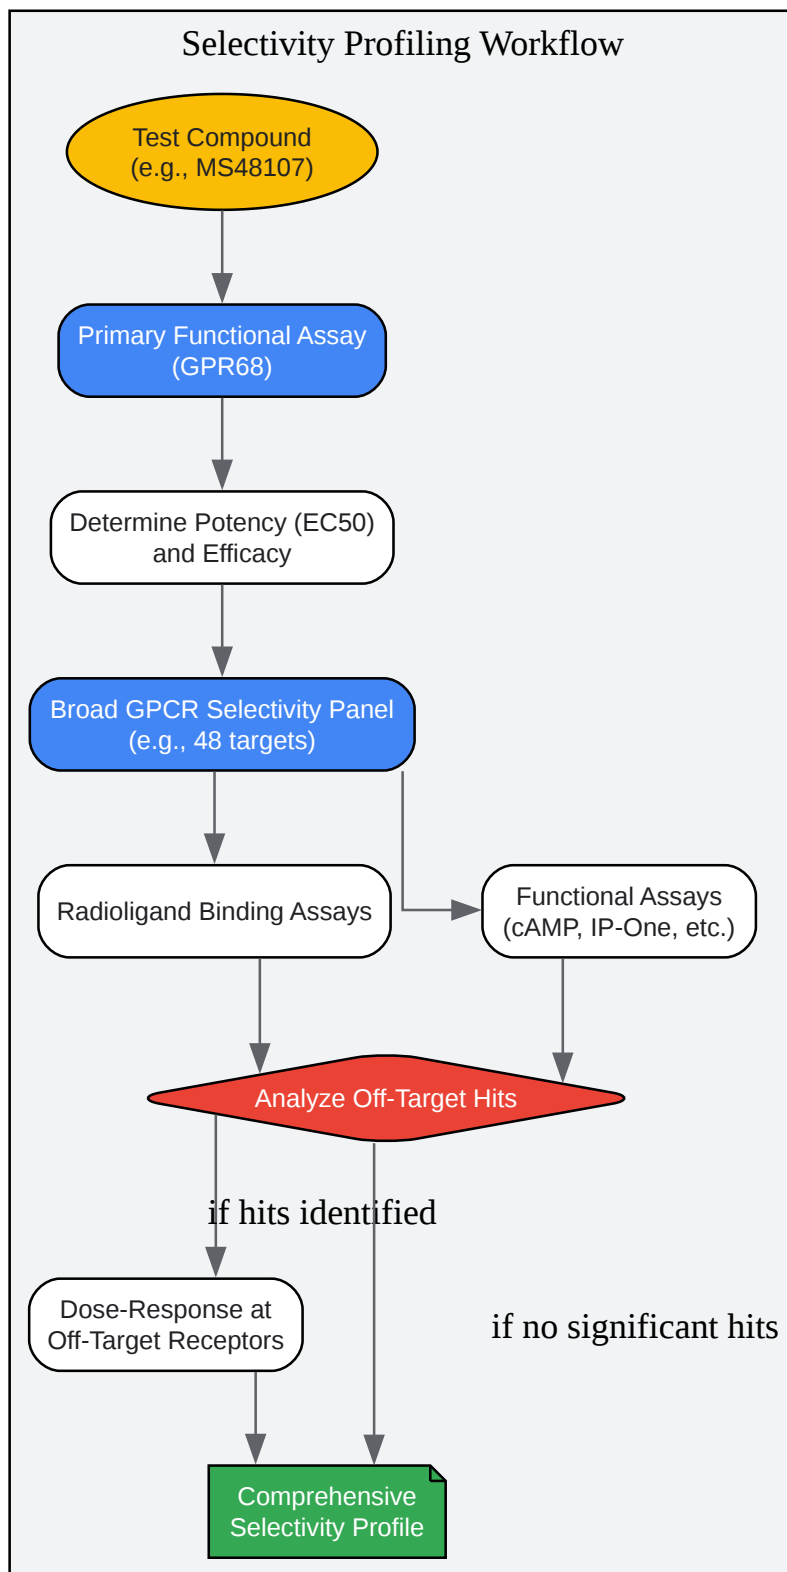 Selectivity Profiling Workflow
Test Compound
(e.g., MS48107)
Primary Functional Assay
(GPR68)
Determine Potency (EC50)
and Efficacy
Broad GPCR Selectivity Panel
(e.g., 48 targets)
Radioligand Binding Assays
Functional Assays
(cAMP, IP-One, etc.)
Analyze Off-Target Hits
if hits identified
Dose-Response at
Off-Target Receptors
if no significant hits
Comprehensive
Selectivity Profile